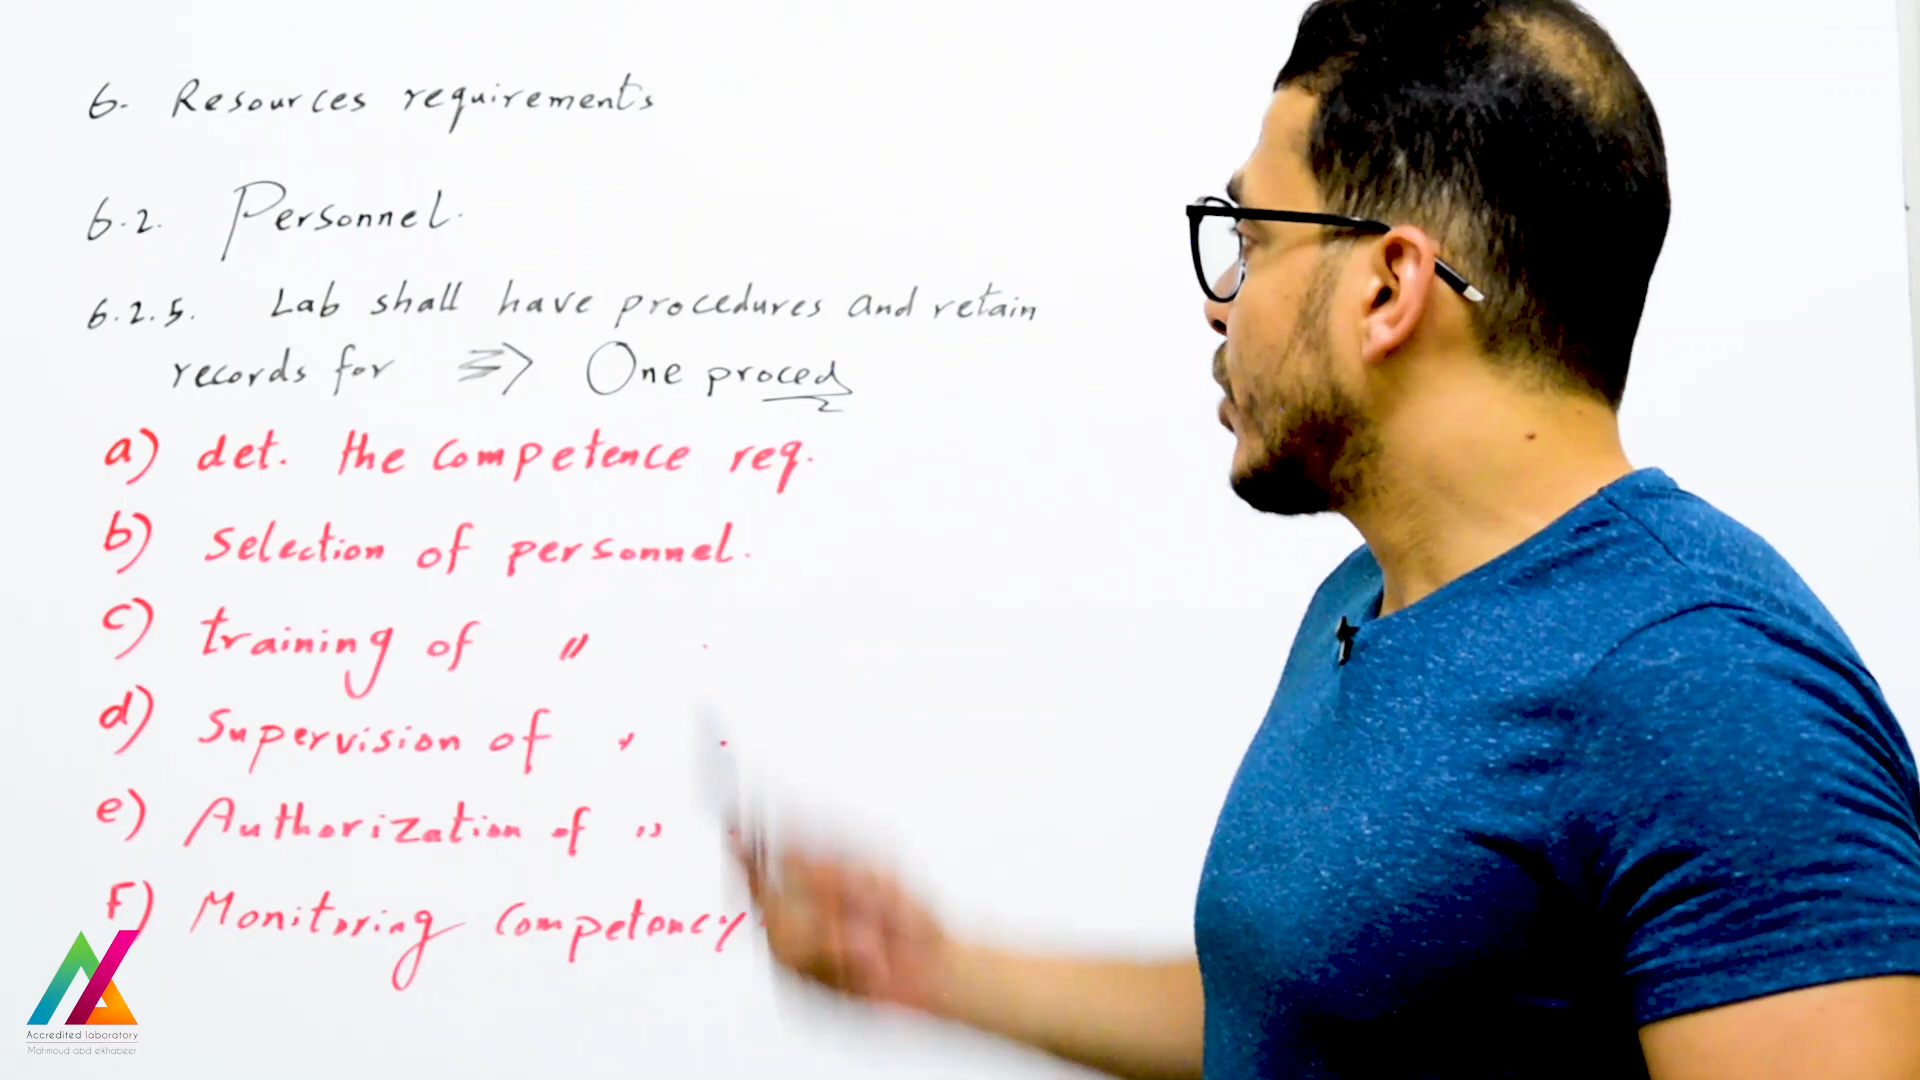 6. Resources requirements
6.2. Personnel.
6.2.5. Lab shall have procedures and retain
records for => One proced
a) det. the competence req.
b) Selection of personnel.
c) training of "
d) Supervision of "
e) Authorization of "
F) Monitoring Competency
Accredited laboratory
Mahmoud abd elkhabeer